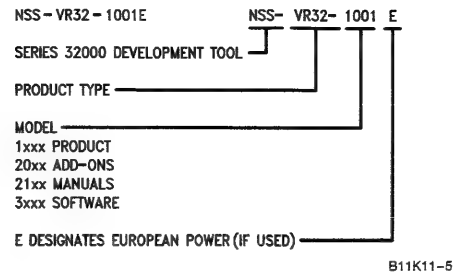 NSS-VR32-1001E NSS- VR32- 1001 E
SERIES 32000 DEVELOPMENT TOOL
PRODUCT TYPE
MODEL
1xxx PRODUCT
20xx ADD-ONS
21xx MANUALS
3xxx SOFTWARE
E DESIGNATES EUROPEAN POWER (IF USED)
B11K11-5